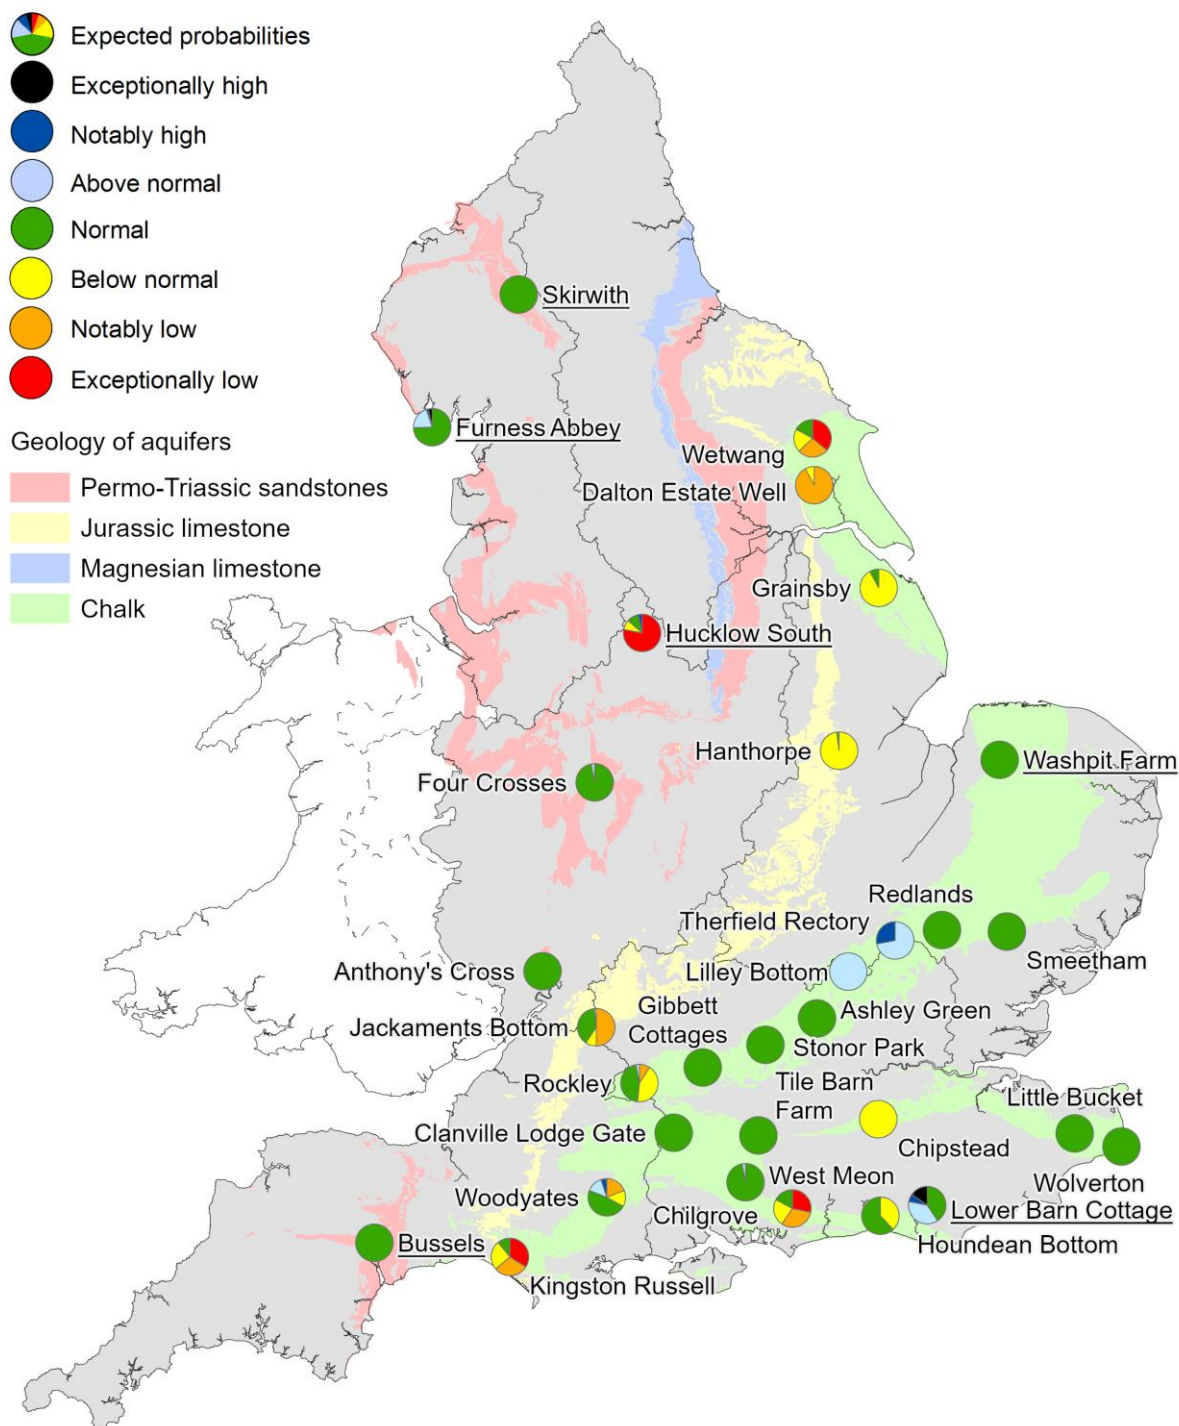 Expected probabilities
Exceptionally high
Notably high
Above normal
Normal
Below normal
Notably low
Exceptionally low
Geology of aquifers
Permo-Triassic sandstones
Jurassic limestone
Magnesian limestone
Chalk
Skirwith
Furness Abbey
Wetwang
Dalton Estate Well
Grainsby
Hucklow South
Hanthorpe
Washpit Farm
Four Crosses
Redlands
Therfield Rectory
Smeetham
Lilley Bottom
Anthony's Cross
Ashley Green
Gibbett
Cottages
Jackaments Bottom
Stonor Park
Rockley
Tile Barn
Farm
Little Bucket
Clanville Lodge Gate
Chipstead
West Meon
Wolverton
Woodyates
Chilgrove
Lower Barn Cottage
Houndean Bottom
Bussels
Kingston Russell